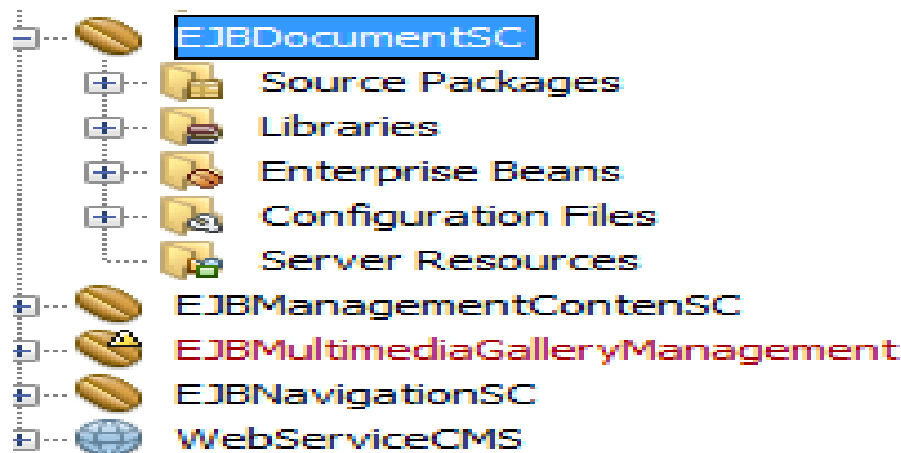 EJBDocumentSC
Source Packages
Libraries
Enterprise Beans
Configuration Files
Server Resources
EJBManagementContenSC
EJBMultimediaGalleryManagement
EJBNavigationSC
WebServiceCMS